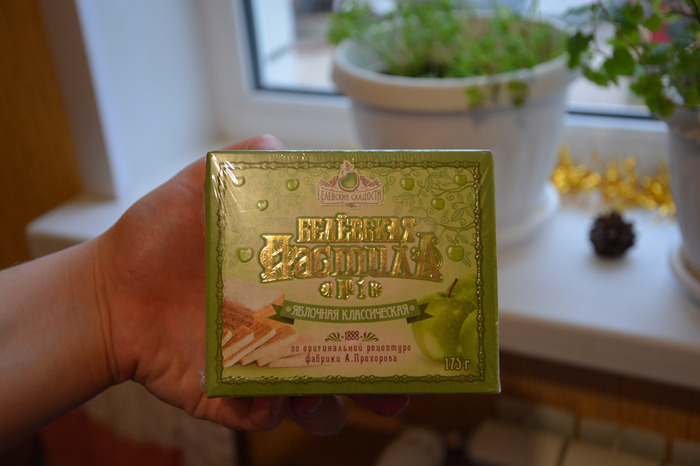 БЕЛЁВСКИЕ СЛАДОСТИ
БЕЛЁВСКАЯ
ПАСТИЛА
№1
ЯБЛОЧНАЯ КЛАССИЧЕСКАЯ
1888
по оригинальной рецептуре
фабрики А.Прохорова
175 г